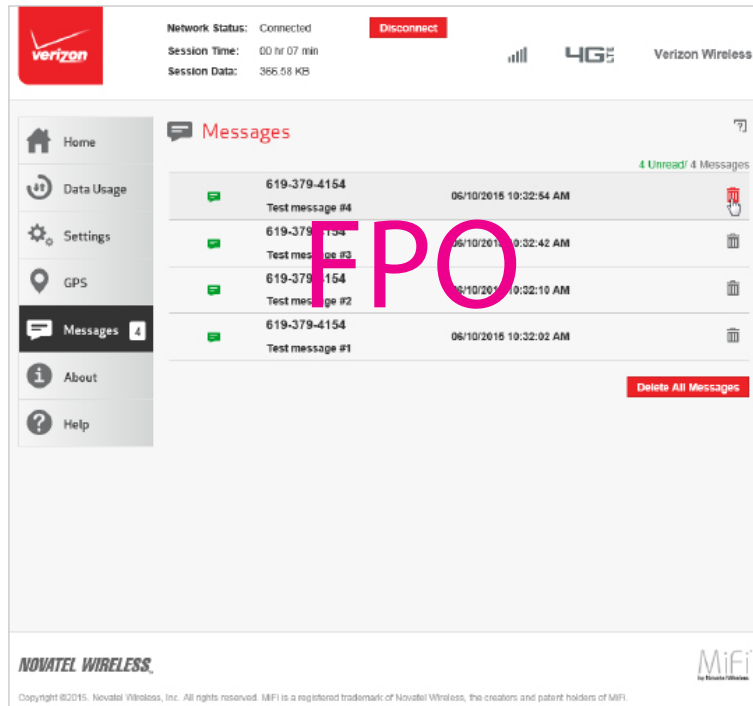 verizon
Network Status: Connected Disconnect
Session Time: 00 hr 07 min
Session Data: 366.58 KB
4G LTE Verizon Wireless
Home
Data Usage
Settings
GPS
Messages 4
About
Help
Messages
?
4 Unread/ 4 Messages
619-379-4154
06/10/2015 10:32:54 AM
Test message #4
619-379-4154
06/10/2015 10:32:42 AM
Test message #3
619-379-4154
06/10/2015 10:32:10 AM
Test message #2
619-379-4154
06/10/2015 10:32:02 AM
Test message #1
FPO
Delete All Messages
NOVATEL WIRELESS
MiFi
by Novatel Wireless
Copyright ©2015. Novatel Wireless, Inc. All rights reserved. MiFi is a registered trademark of Novatel Wireless, the creators and patent holders of MiFi.